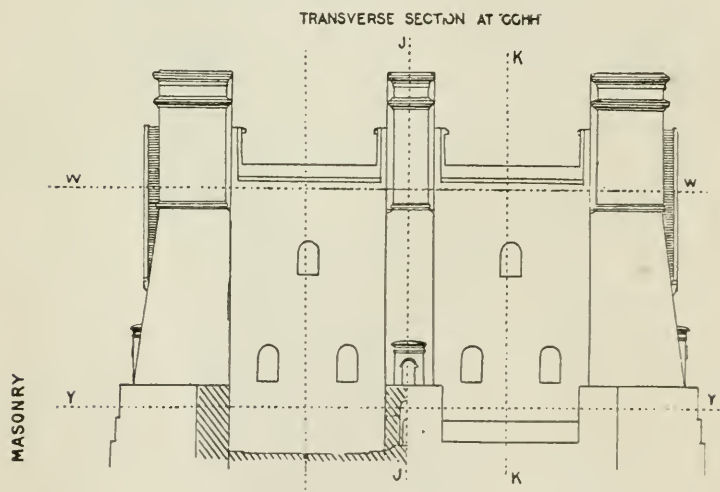 TRANSVERSE SECTION AT "GGHH"
J
K
W W
Y Y
MASONRY
J
K